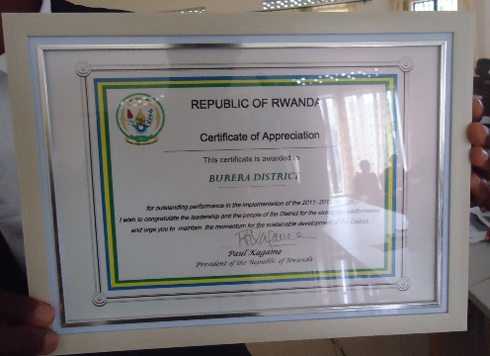 REPUBLIC OF RWANDA
Certificate of Appreciation
This certificate is awarded to
BURERA DISTRICT
for outstanding performance in the implementation of the 2011-
I wish to congratulate the leadership and the people of the District for the exemplary performance
and urge you to maintain the momentum for the sustainable development of the District
Paul Kagame
President of the Republic of Rwanda